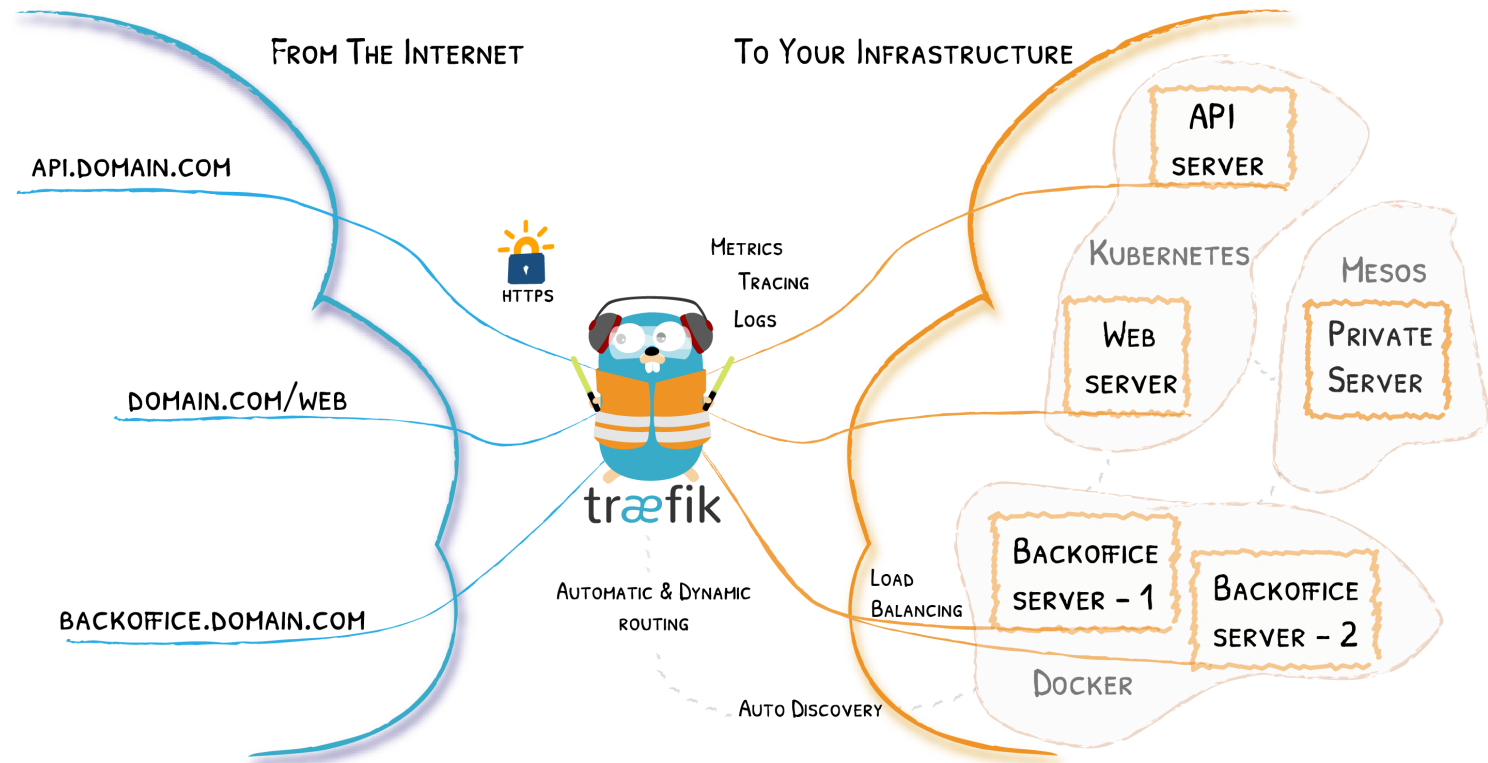 From The Internet
To Your Infrastructure
api.domain.com
API
server
HTTPS
Metrics
Tracing
Logs
Kubernetes
Mesos
Web
server
Private
Server
domain.com/web
træfik
Backoffice
server - 1
Backoffice
server - 2
Load
Balancing
Automatic & Dynamic
routing
backoffice.domain.com
Docker
Auto Discovery